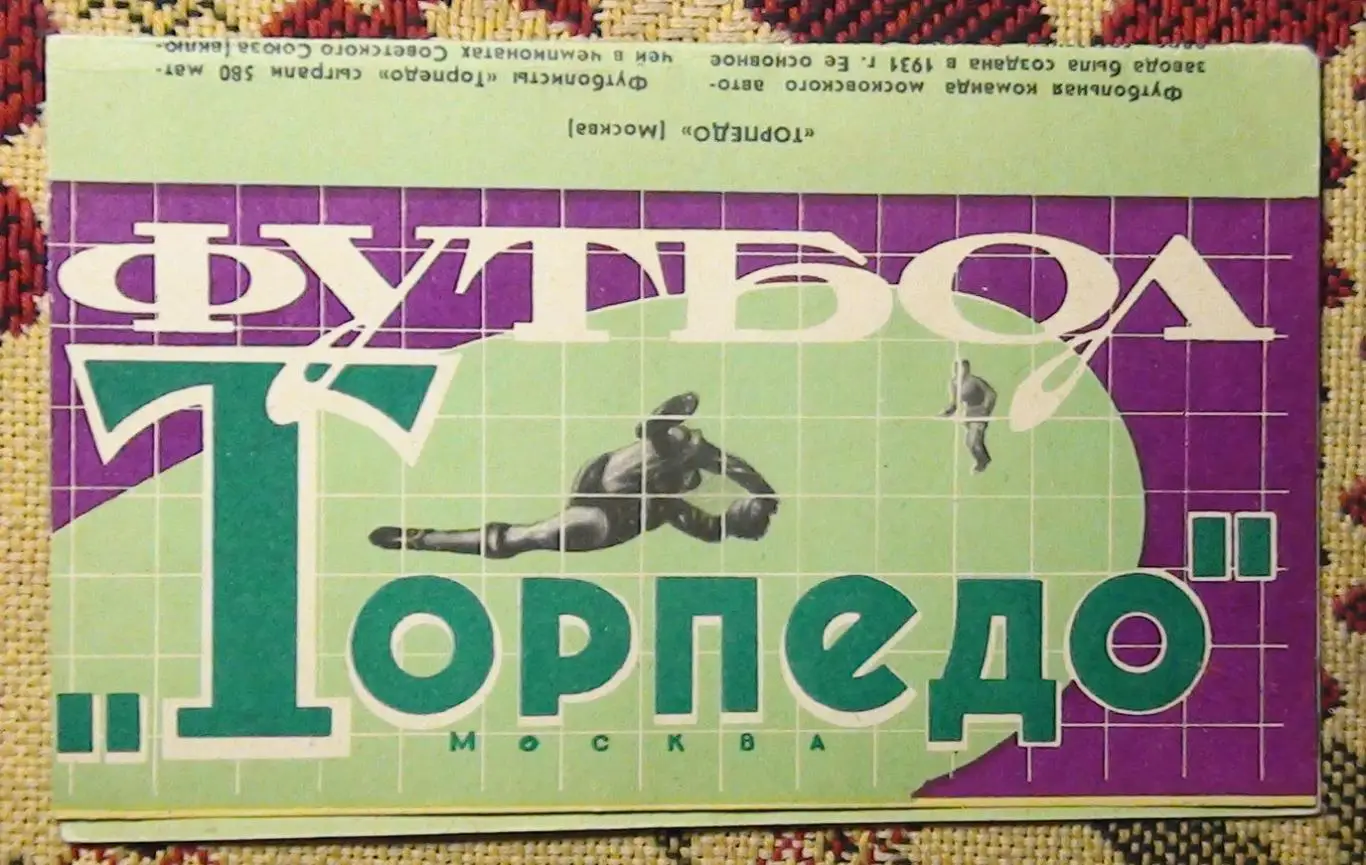 ФУТБОЛ
„Торпедо"
МОСКВА
«ТОРПЕДО» [Москва]
Футбольная команда московского авто-
завода была создана в 1931 г. Ее основное
Футболисты «Торпедо» сыграли 580 мат-
чей в чемпионатах Советского Союза [вклю-